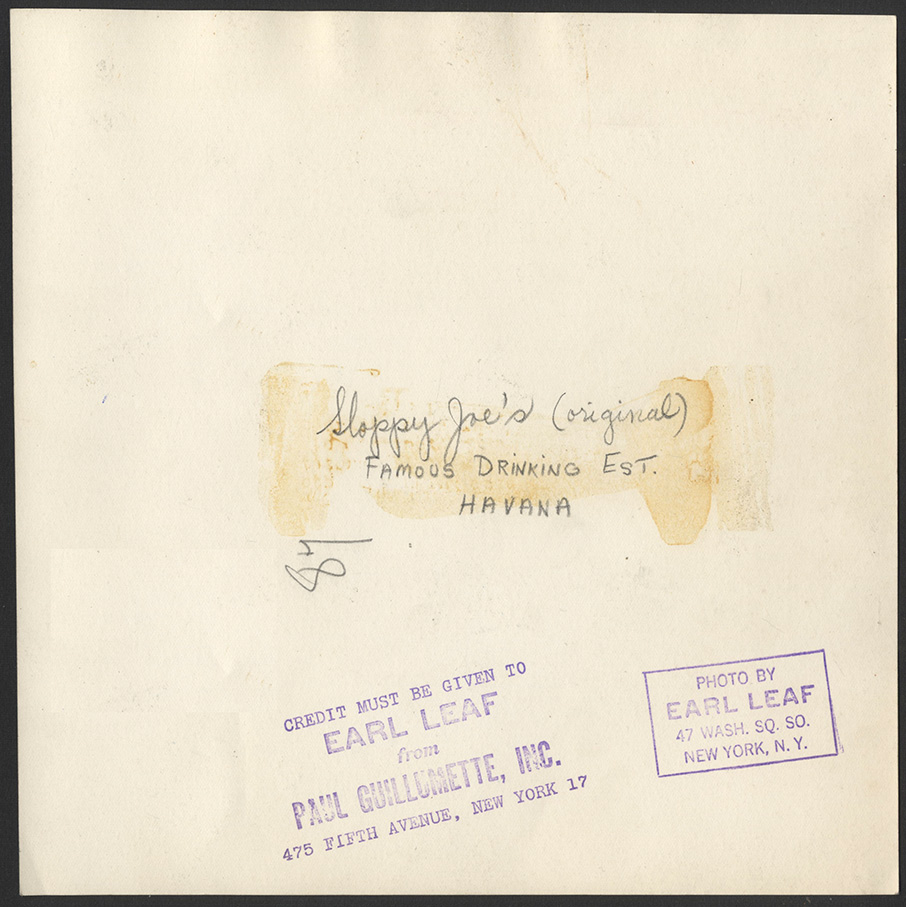 Sloppy Joe's (original)
FAMOUS DRINKING EST.
HAVANA
87
CREDIT MUST BE GIVEN TO
EARL LEAF
from
PAUL GUILLUMETTE, INC.
475 FIFTH AVENUE, NEW YORK 17
PHOTO BY
EARL LEAF
47 WASH. SQ. SO.
NEW YORK, N. Y.